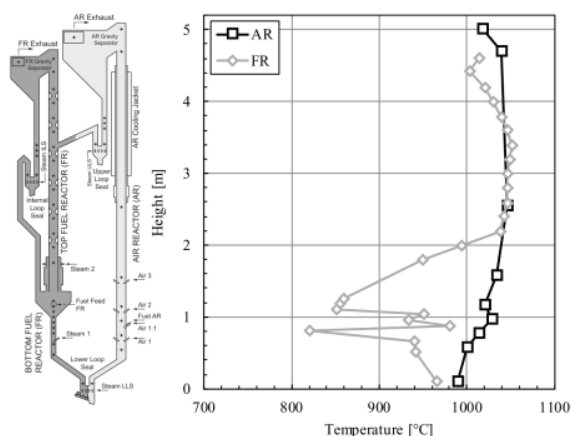 FR Exhaust
AR Exhaust
FR Gravity
Separator
AR Gravity
Separator
AR Cooling Jacket
Steam ILS
Steam ULS
Internal
Loop
Seal
Upper
Loop
Seal
TOP FUEL REACTOR (FR)
AIR REACTOR (AR)
Steam 2
Air 3
Fuel Feed
FR
Air 2
Fuel AR
Air 1.1
Air 1
Steam 1
BOTTOM FUEL
REACTOR (FR)
Lower Loop
Seal
Steam LLS
AR
FR
Height [m]
5
4
3
2
1
0
700
800
900
1000
1100
Temperature [°C]